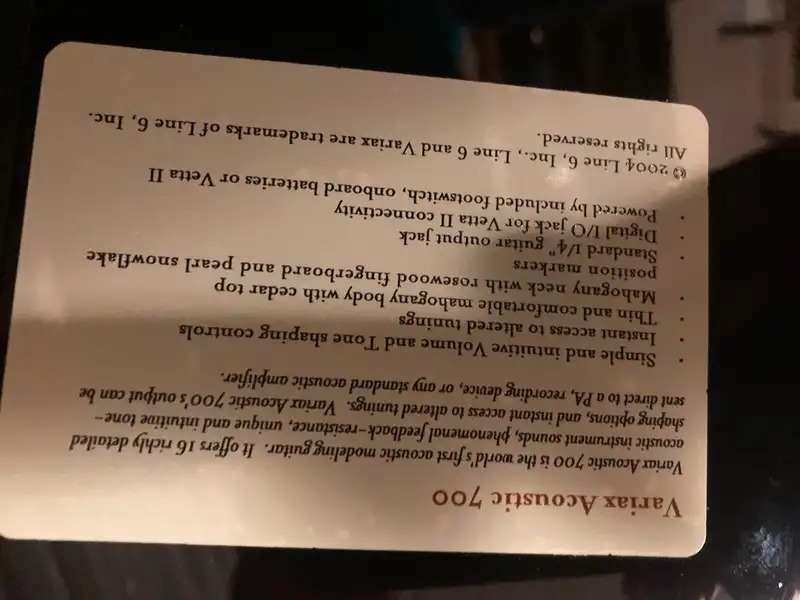 Variax Acoustic 700
Variax Acoustic 700 is the world's first acoustic modeling guitar. It offers 16 richly detailed
acoustic instrument sounds, phenomenal feedback-resistance, unique and intuitive tone-
shaping options, and instant access to altered tunings. Variax Acoustic 700's output can be
sent direct to a PA, recording device, or any standard acoustic amplifier.
• Simple and intuitive Volume and Tone shaping controls
• Instant access to altered tunings
• Thin and comfortable mahogany body with cedar top
• Mahogany neck with rosewood fingerboard and pearl snowflake
position markers
• Standard 1/4" guitar output jack
• Digital I/O jack for Vetta II connectivity
• Powered by included footswitch, onboard batteries or Vetta II
© 2004 Line 6, Inc., Line 6 and Variax are trademarks of Line 6, Inc.
All rights reserved.